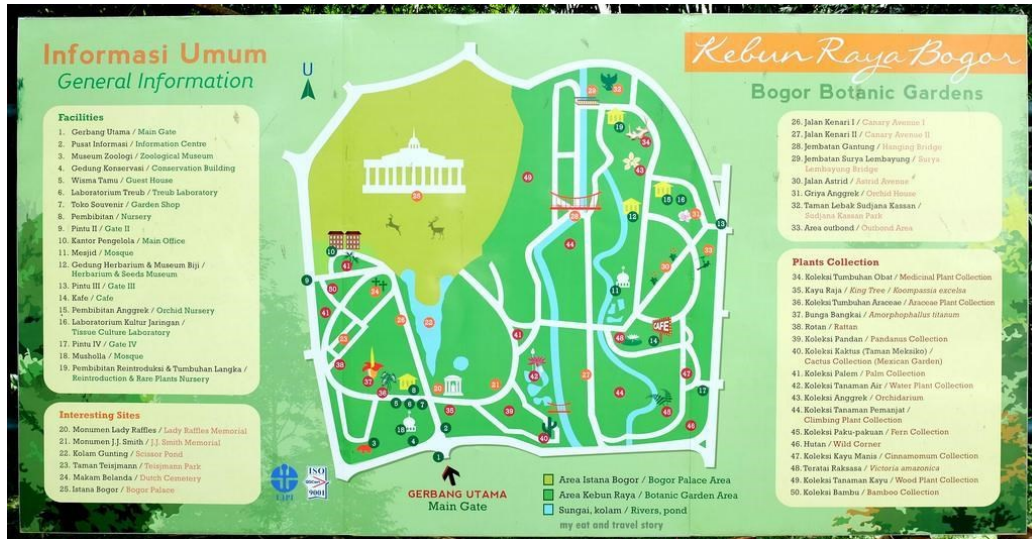 Informasi Umum
General Information
Facilities
1. Gerbang Utama / Main Gate
2. Pusat Informasi / Information Centre
3. Museum Zoologi / Zoological Museum
4. Gedung Konservasi / Conservation Building
5. Wisma Tamu / Guest House
6. Laboratorium Treub / Treub Laboratory
7. Toko Souvenir / Garden Shop
8. Pembibitan / Nursery
9. Pintu II / Gate II
10. Kantor Pengelola / Main Office
11. Mesjid / Mosque
12. Gedung Herbarium & Museum Biji /
Herbarium & Seeds Museum
13. Pintu III / Gate III
14. Kafe / Cafe
15. Pembibitan Anggrek / Orchid Nursery
16. Laboratorium Kultur Jaringan /
Tissue Culture Laboratory
17. Pintu IV / Gate IV
18. Musholla / Mosque
19. Pembibitan Reintroduksi & Tumbuhan Langka /
Reintroduction & Rare Plants Nursery
Interesting Sites
20. Monumen Lady Raffles / Lady Raffles Memorial
21. Monumen J.J. Smith / J.J. Smith Memorial
22. Kolam Gunting / Scissor Pond
23. Taman Teijsmann / Teijsmann Park
24. Makam Belanda / Dutch Cemetery
25. Istana Bogor / Bogor Palace
U
CAFE
ISO
9001
GERBANG UTAMA
Main Gate
Area Istana Bogor / Bogor Palace Area
Area Kebun Raya / Botanic Garden Area
Sungai, kolam / Rivers, pond
my eat and travel story
Kebun Raya Bogor
Bogor Botanic Gardens
26. Jalan Kenari I / Canary Avenue I
27. Jalan Kenari II / Canary Avenue II
28. Jembatan Gantung / Hanging Bridge
29. Jembatan Surya Lembayung / Surya
Lembayung Bridge
30. Jalan Astrid / Astrid Avenue
31. Griya Anggrek / Orchid House
32. Taman Lebak Sudjana Kassan /
Sudjana Kassan Park
33. Area outbond / Outbond Area
Plants Collection
34. Koleksi Tumbuhan Obat / Medicinal Plant Collection
35. Kayu Raja / King Tree / Koompassia excelsa
36. Koleksi Tumbuhan Araceae / Araceae Plant Collection
37. Bunga Bangkai / Amorphophallus titanum
38. Rotan / Rattan
39. Koleksi Pandan / Pandanus Collection
40. Koleksi Kaktus (Taman Meksiko) /
Cactus Collection (Mexican Garden)
41. Koleksi Palem / Palm Collection
42. Koleksi Tanaman Air / Water Plant Collection
43. Koleksi Anggrek / Orchidarium
44. Koleksi Tanaman Pemanjat /
Climbing Plant Collection
45. Koleksi Paku-pakuan / Fern Collection
46. Hutan / Wild Corner
47. Koleksi Kayu Manis / Cinnamomum Collection
48. Teratai Raksasa / Victoria amazonica
49. Koleksi Tanaman Kayu / Wood Plant Collection
50. Koleksi Bambu / Bamboo Collection